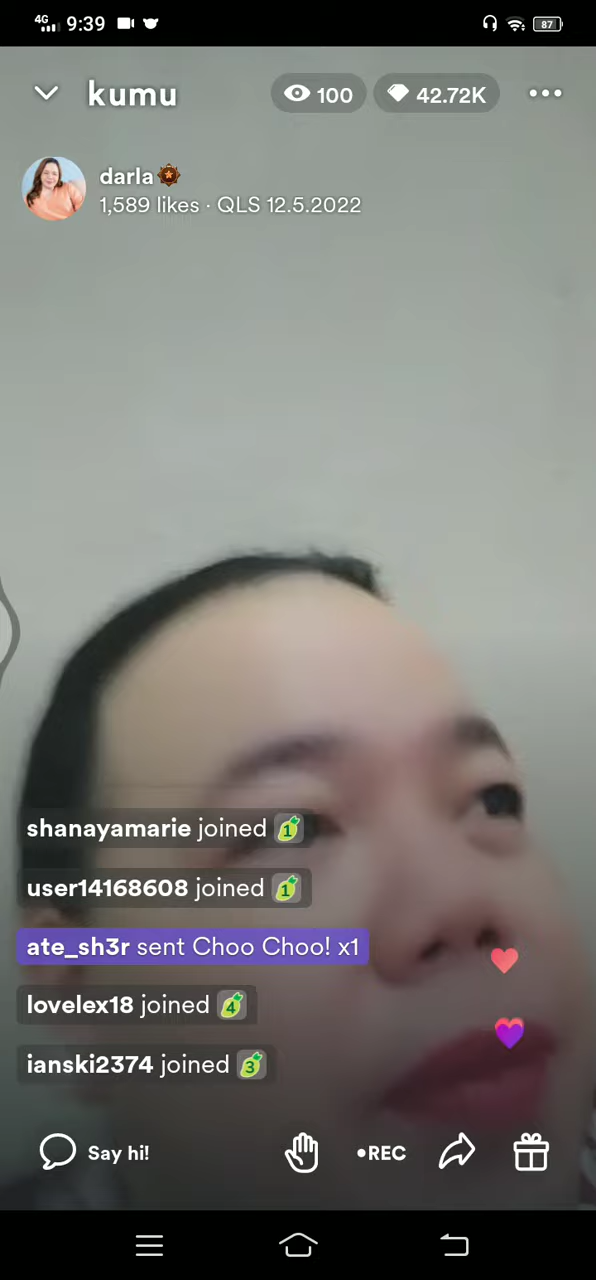 4G 9:39 87
kumu 100 42.72K
darla
1,589 likes · QLS 12.5.2022
shanayamarie joined 1
user14168608 joined 1
ate_sh3r sent Choo Choo! x1
lovelex18 joined 4
ianski2374 joined 3
Say hi! •REC